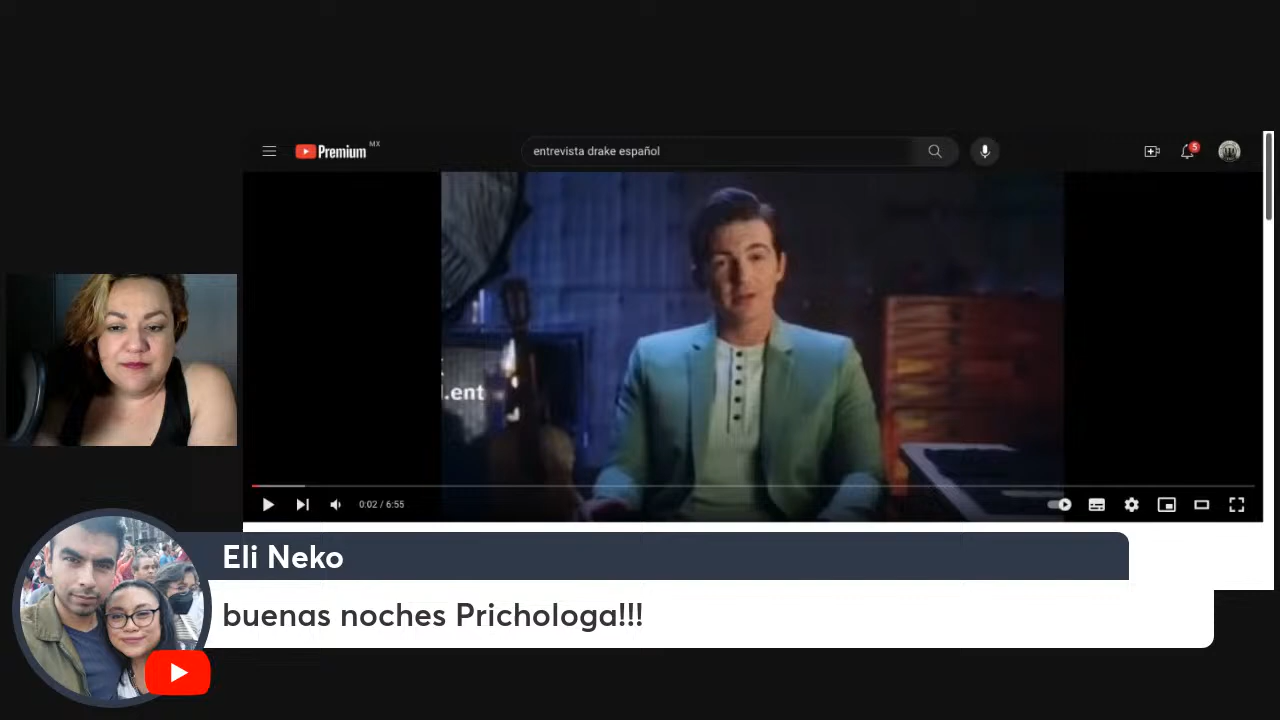 Premium MX
entrevista drake español
5
l.ent
0:02 / 6:55
Eli Neko
buenas noches Prichologa!!!